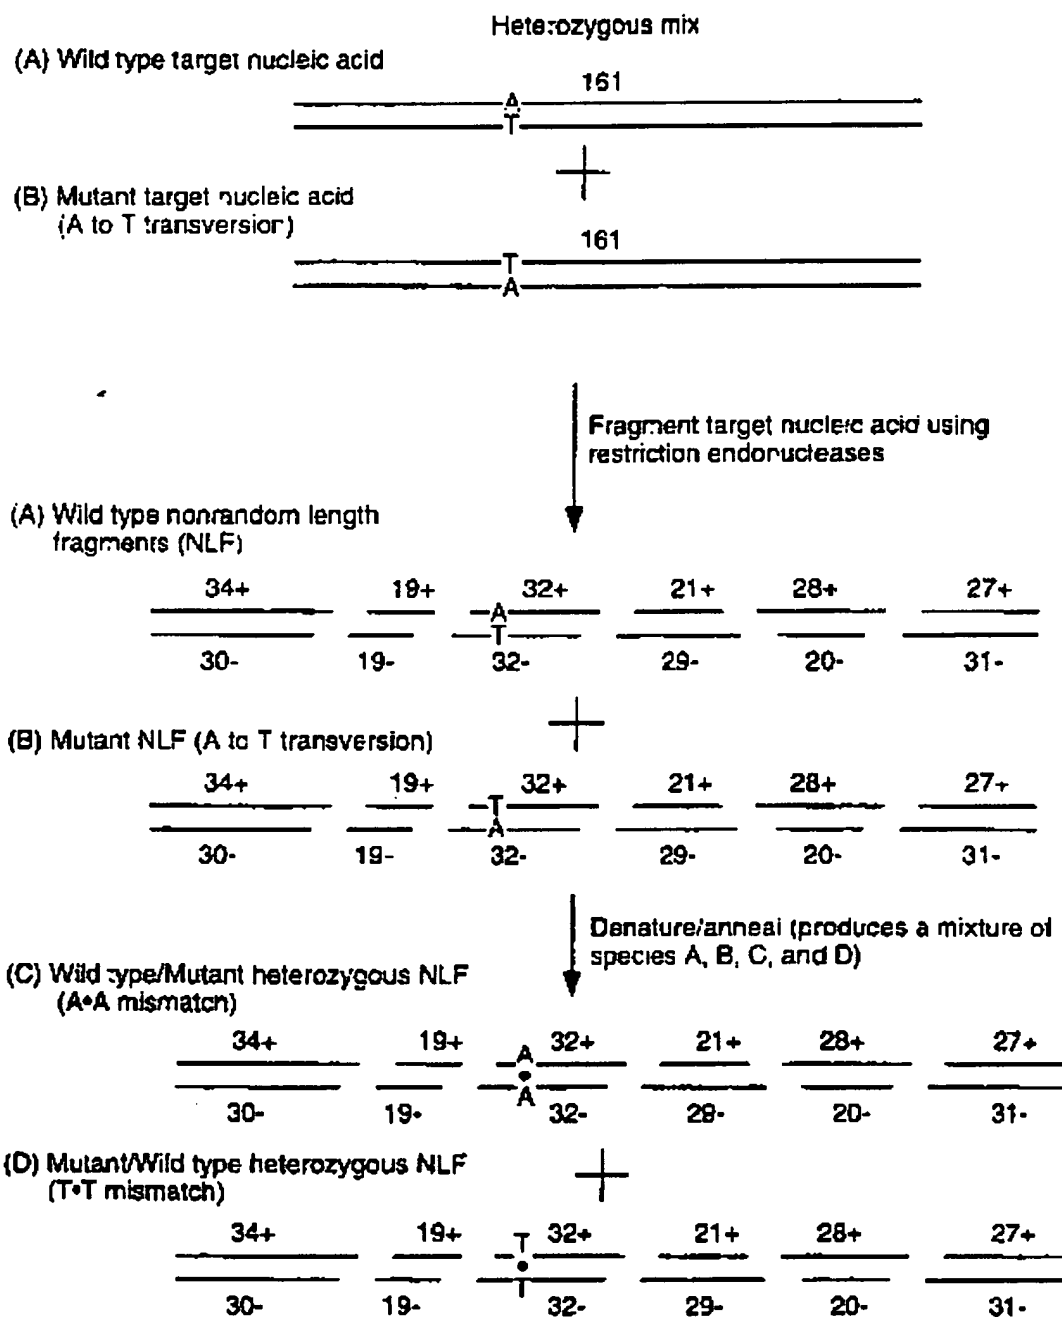 Heterozygous mix
(A) Wild type target nucleic acid
161
A
T
(B) Mutant target nucleic acid
(A to T transversion)
161
T
A
Fragment target nucleic acid using
restriction endonucleases
(A) Wild type nonrandom length
fragments (NLF)
34+ 19+ 32+ 21+ 28+ 27+
A
T
30- 19- 32- 29- 20- 31-
(B) Mutant NLF (A to T transversion)
34+ 19+ 32+ 21+ 28+ 27+
T
A
30- 19- 32- 29- 20- 31-
Denature/anneal (produces a mixture of
species A, B, C, and D)
(C) Wild type/Mutant heterozygous NLF
(A•A mismatch)
34+ 19+ A 32+ 21+ 28+ 27+
•
30- 19- A 32- 29- 20- 31-
(D) Mutant/Wild type heterozygous NLF
(T•T mismatch)
34+ 19+ T 32+ 21+ 28+ 27+
•
T
30- 19- 32- 29- 20- 31-